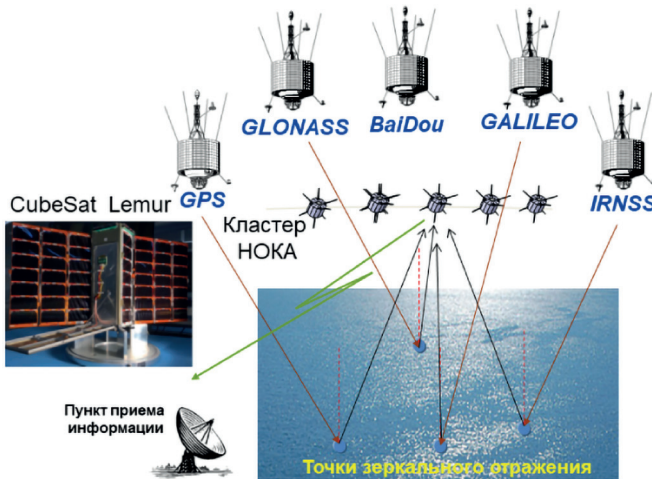 GLONASS
BaiDou
GALILEO
GPS
IRNSS
CubeSat Lemur
Кластер
НОКА
Пункт приема
информации
Точки зеркального отражения